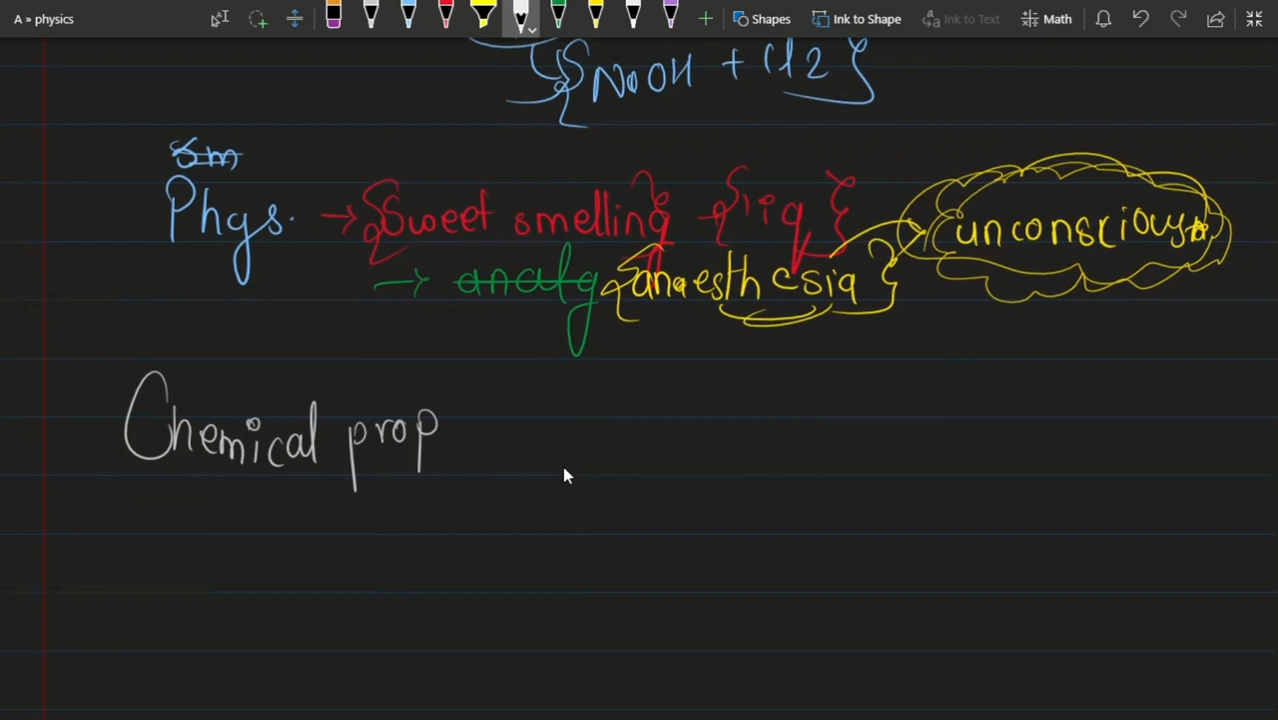 A » physics
Shapes Ink to Shape Ink to Text Math
{NaOH + Cl2}
Sm
Phys. → {Sweet smelling} {liq}
→ analg {anaesthesia} unconscious
Chemical prop